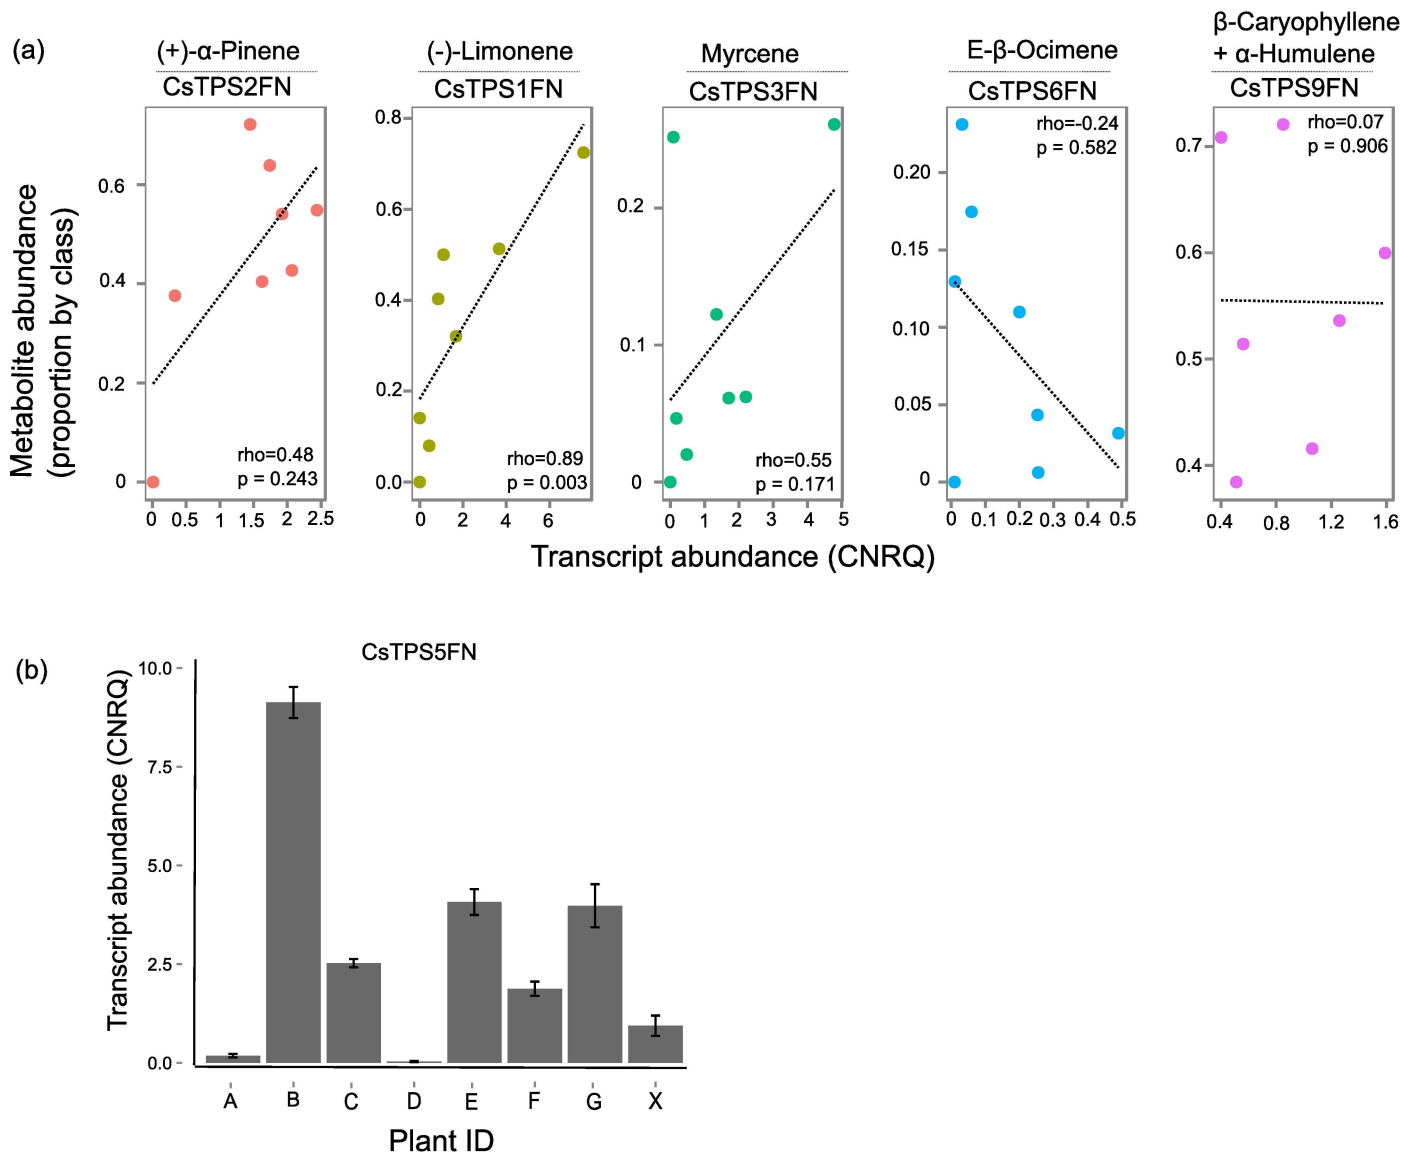 (a)
(+)-α-Pinene
CsTPS2FN
(-)-Limonene
CsTPS1FN
Myrcene
CsTPS3FN
E-β-Ocimene
CsTPS6FN
β-Caryophyllene
+ α-Humulene
CsTPS9FN
Metabolite abundance
(proportion by class)
0.6
0.4
0.2
0
rho=0.48
p = 0.243
0 0.5 1 1.5 2 2.5
0.8
0.6
0.4
0.2
0.0
rho=0.89
p = 0.003
0 2 4 6
0.2
0.1
0
rho=0.55
p = 0.171
0 1 2 3 4 5
rho=-0.24
p = 0.582
0.20
0.15
0.10
0.05
0
0 0.1 0.2 0.3 0.4 0.5
rho=0.07
p = 0.906
0.7
0.6
0.5
0.4
0.4 0.8 1.2 1.6
Transcript abundance (CNRQ)
(b)
CsTPS5FN
Transcript abundance (CNRQ)
10.0
7.5
5.0
2.5
0.0
A B C D E F G X
Plant ID